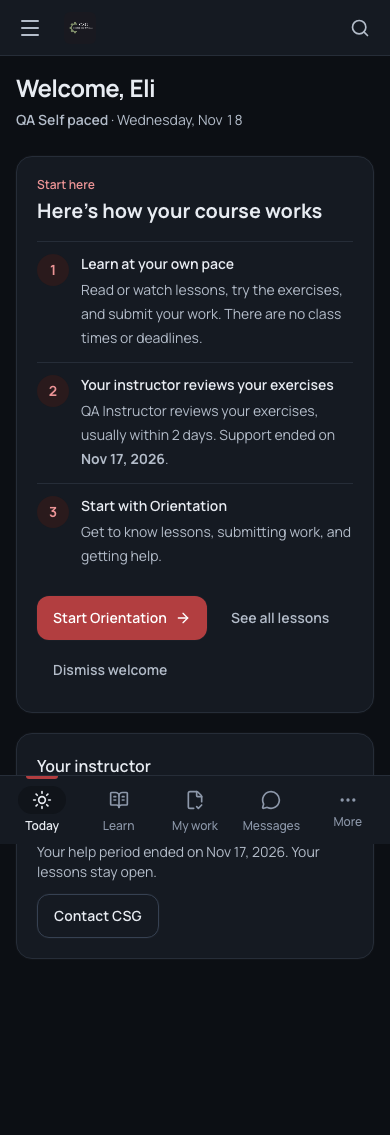 Welcome, Eli
QA Self paced · Wednesday, Nov 18
Start here
Here's how your course works
1
Learn at your own pace
Read or watch lessons, try the exercises,
and submit your work. There are no class
times or deadlines.
2
Your instructor reviews your exercises
QA Instructor reviews your exercises,
usually within 2 days. Support ended on
Nov 17, 2026.
3
Start with Orientation
Get to know lessons, submitting work, and
getting help.
Start Orientation
See all lessons
Dismiss welcome
Your instructor
Today
Learn
My work
Messages
More
Your help period ended on Nov 17, 2026. Your
lessons stay open.
Contact CSG